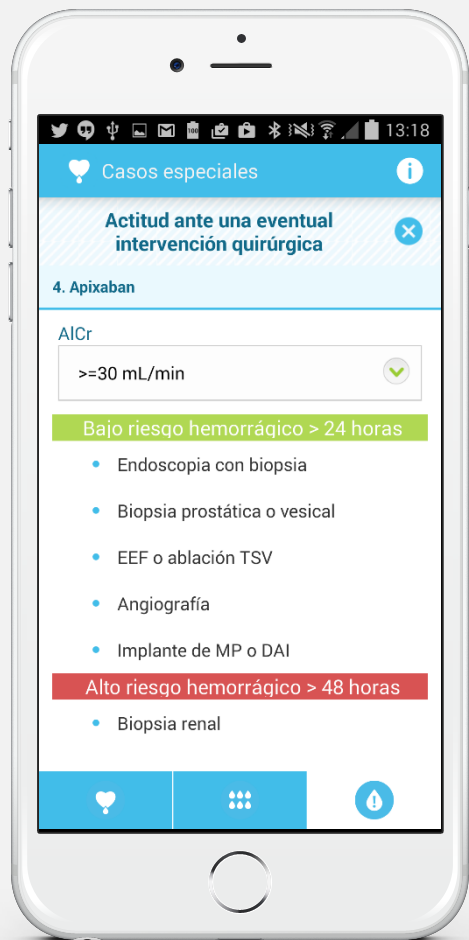 100
13:18
Casos especiales
i
Actitud ante una eventual
intervención quirúrgica
4. Apixaban
AlCr
>=30 mL/min
Bajo riesgo hemorrágico > 24 horas
Endoscopia con biopsia
Biopsia prostática o vesical
EEF o ablación TSV
Angiografía
Implante de MP o DAI
Alto riesgo hemorrágico > 48 horas
Biopsia renal